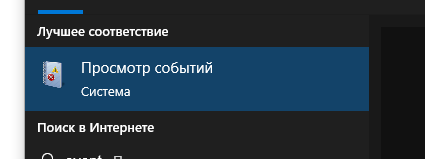 Лучшее соответствие
Просмотр событий
Система
Поиск в Интернете